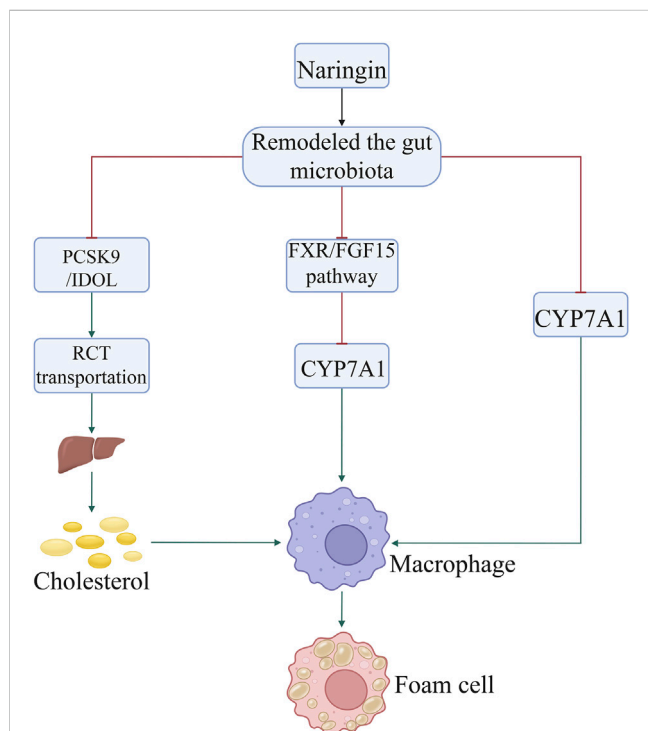 Naringin
Remodeled the gut
microbiota
PCSK9
/IDOL
FXR/FGF15
pathway
CYP7A1
RCT
transportation
CYP7A1
Cholesterol
Macrophage
Foam cell